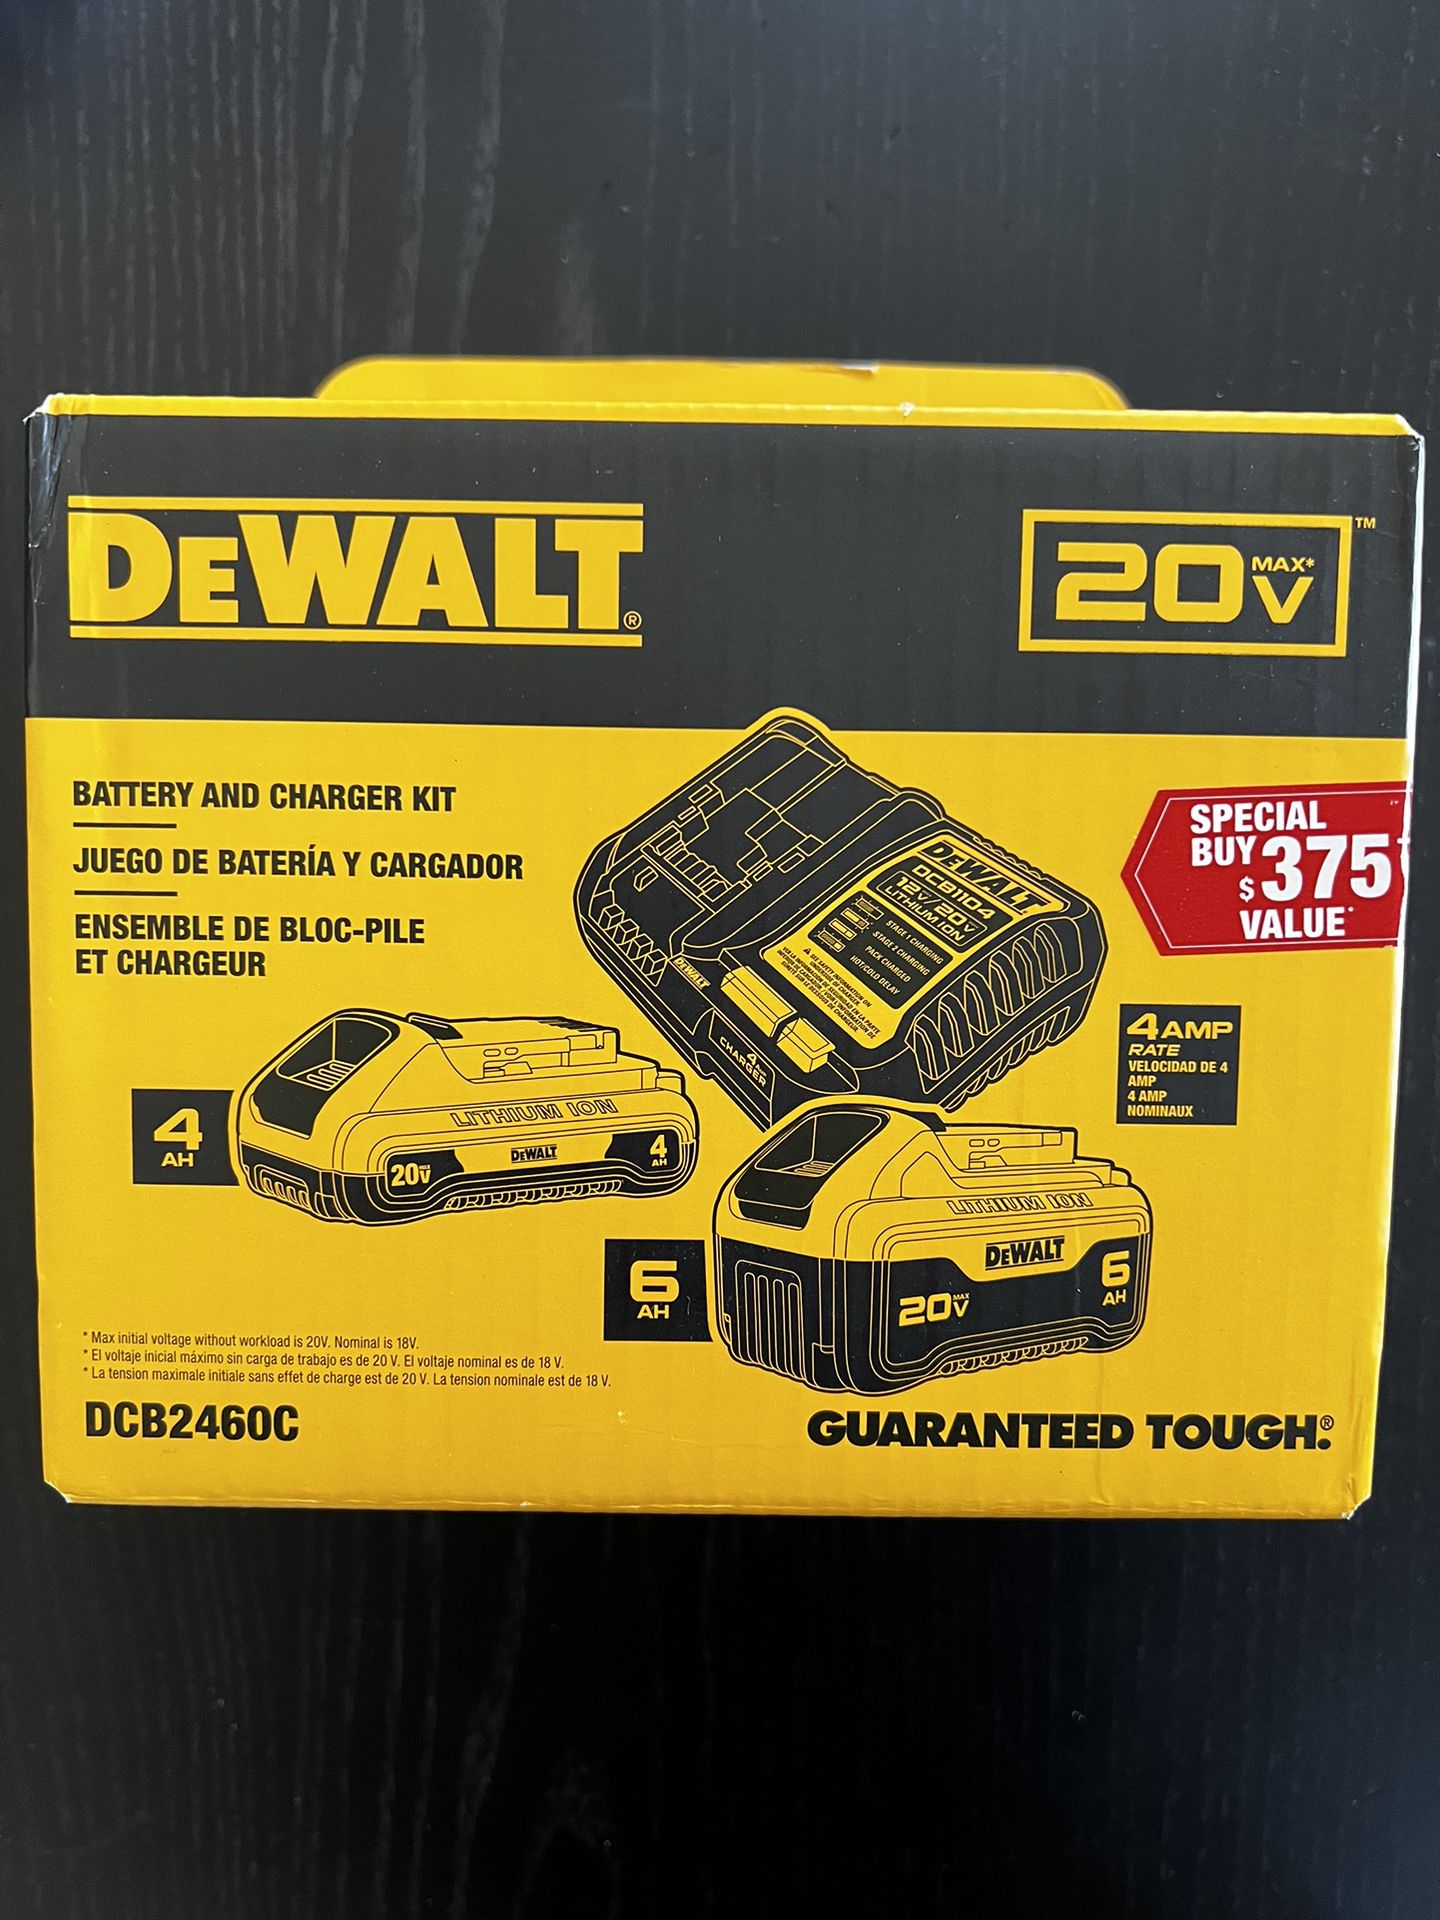 DEWALT®
20V MAX* ™
BATTERY AND CHARGER KIT
JUEGO DE BATERÍA Y CARGADOR
ENSEMBLE DE BLOC-PILE
ET CHARGEUR
SPECIAL
BUY $375
VALUE*
DEWALT
DCB1104
12V/20V
LITHIUM ION
STAGE 1 CHARGING
STAGE 2 CHARGING
PACK CHARGED
HOT/COLD DELAY
DEWALT
4
CHARGER
4 AMP
RATE
VELOCIDAD DE 4
AMP
4 AMP
NOMINAUX
4
AH
LITHIUM ION
20V MAX
DEWALT
4
AH
6
AH
LITHIUM ION
DEWALT
20V MAX
6
AH
* Max initial voltage without workload is 20V. Nominal is 18V.
* El voltaje inicial máximo sin carga de trabajo es de 20 V. El voltaje nominal es de 18 V.
* La tension maximale initiale sans effet de charge est de 20 V. La tension nominale est de 18 V.
DCB2460C
GUARANTEED TOUGH.®